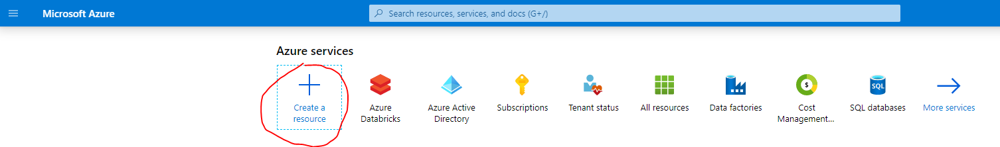 Microsoft Azure
Search resources, services, and docs (G+/)
Azure services
Create a
resource
Azure
Databricks
Azure Active
Directory
Subscriptions
Tenant status
All resources
Data factories
$
Cost
Management...
SQL
SQL databases
More services